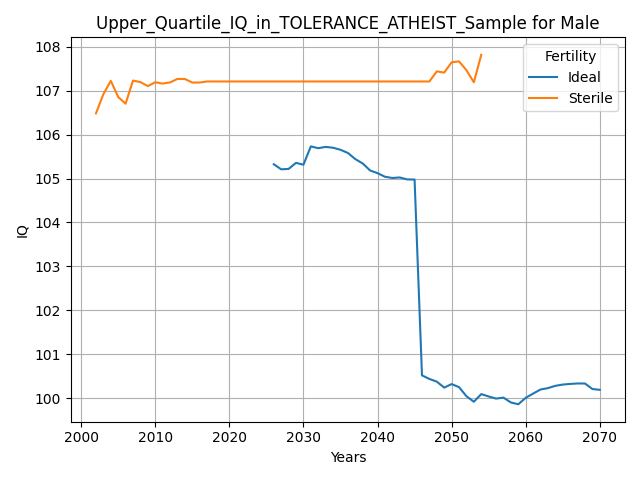 Upper_Quartile_IQ_in_TOLERANCE_ATHEIST_Sample for Male
Fertility
Ideal
Sterile
IQ
108
107
106
105
104
103
102
101
100
2000 2010 2020 2030 2040 2050 2060 2070
Years